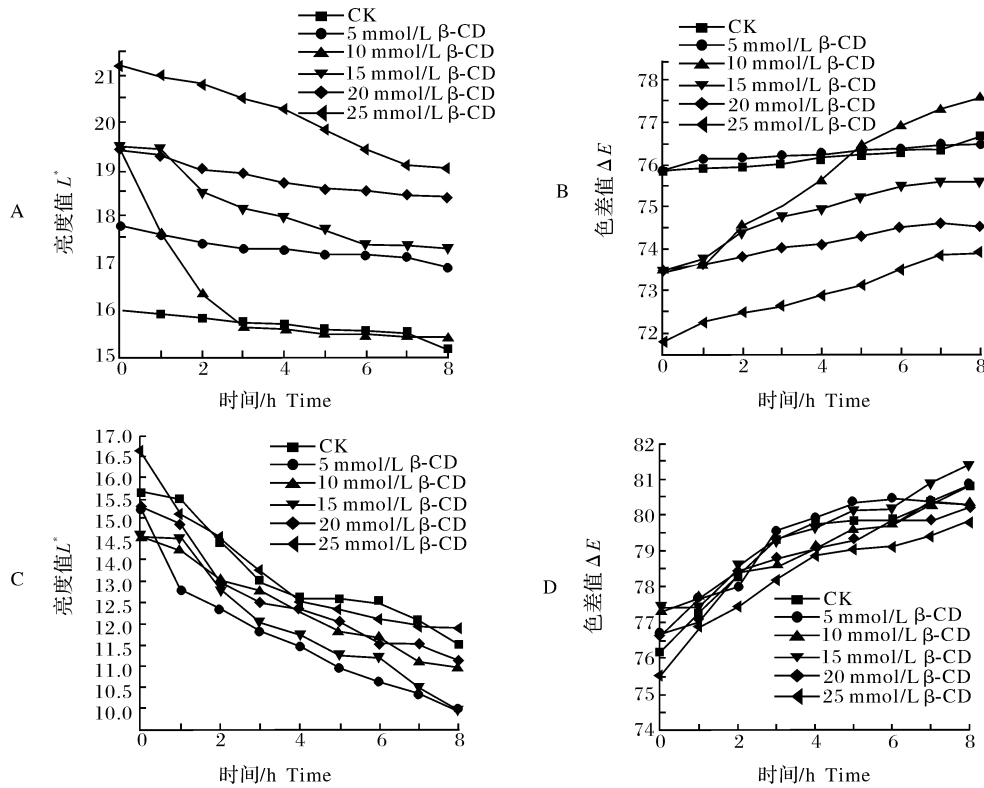 CK
5 mmol/L β-CD
10 mmol/L β-CD
15 mmol/L β-CD
20 mmol/L β-CD
25 mmol/L β-CD
21
20
19
18
17
16
15
A
亮度值 L*
0 2 4 6 8
时间/h Time
CK
5 mmol/L β-CD
10 mmol/L β-CD
15 mmol/L β-CD
20 mmol/L β-CD
25 mmol/L β-CD
78
77
76
75
74
73
72
B
色差值 ΔE
0 2 4 6 8
时间/h Time
17.0
16.5
16.0
15.5
15.0
14.5
13.5
13.0
12.0
11.5
10.5
10.0
C
亮度值L*
CK
5 mmol/L β-CD
10 mmol/L β-CD
15 mmol/L β-CD
20 mmol/L β-CD
25 mmol/L β-CD
0 2 4 6 8
时间/h Time
82
81
80
79
78
77
76
75
74
D
色差值 ΔE
CK
5 mmol/L β-CD
10 mmol/L β-CD
15 mmol/L β-CD
20 mmol/L β-CD
25 mmol/L β-CD
0 2 4 6 8
时间/h Time